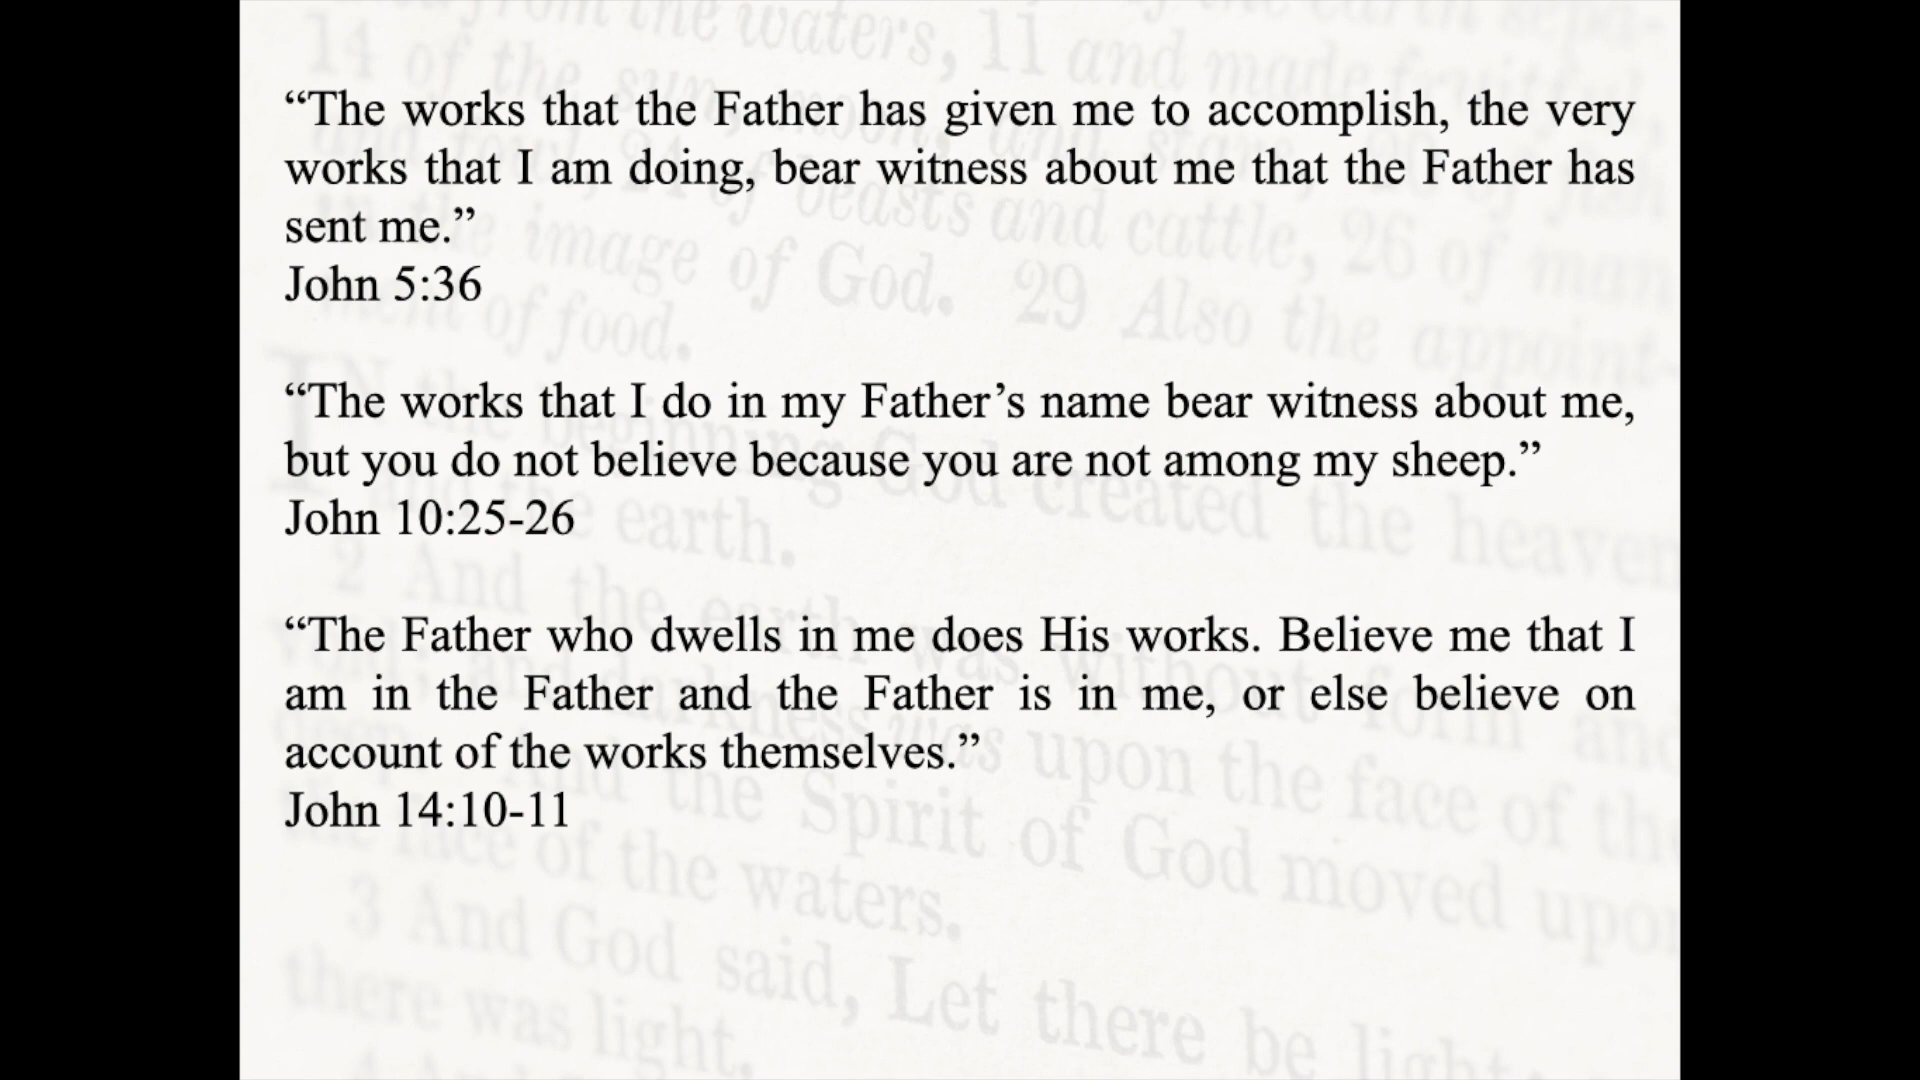 “The works that the Father has given me to accomplish, the very
works that I am doing, bear witness about me that the Father has
sent me.”
John 5:36
“The works that I do in my Father’s name bear witness about me,
but you do not believe because you are not among my sheep.”
John 10:25-26
“The Father who dwells in me does His works. Believe me that I
am in the Father and the Father is in me, or else believe on
account of the works themselves.”
John 14:10-11